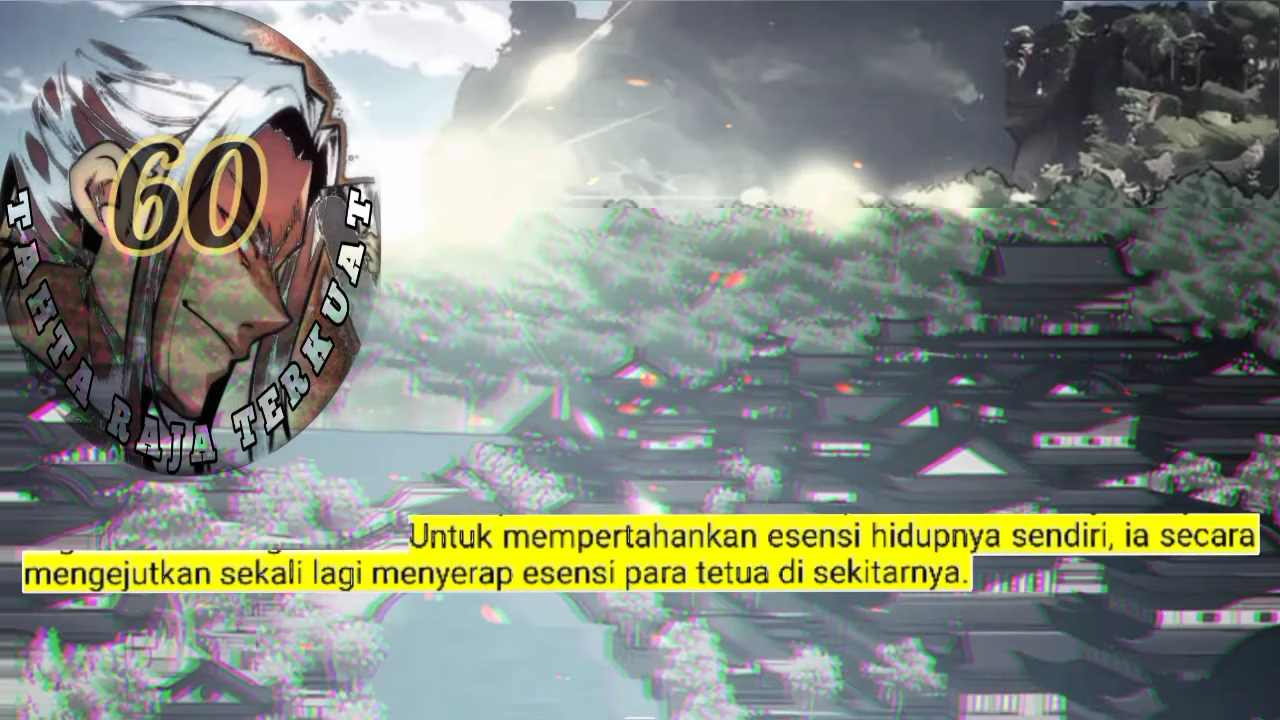 60
TAHTA RAJA TERKUAT
Untuk mempertahankan esensi hidupnya sendiri, ia secara
mengejutkan sekali lagi menyerap esensi para tetua di sekitarnya.